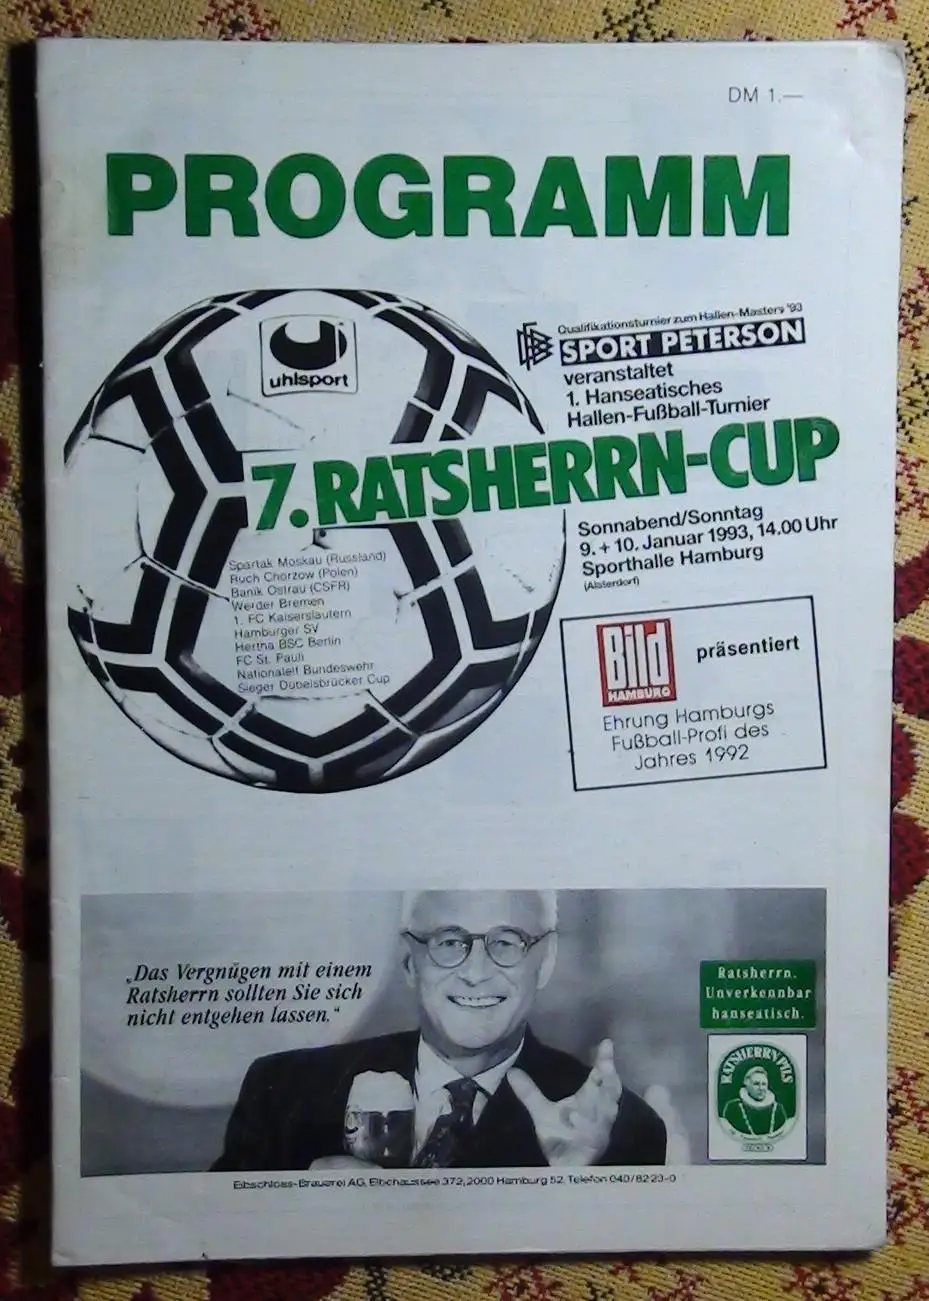 DM 1.—
PROGRAMM
uhlsport
Qualifikationsturnier zum Hallen-Masters '93
SPORT PETERSON
veranstaltet
1. Hanseatisches
Hallen-Fußball-Turnier
7. RATSHERRN-CUP
Sonnabend/Sonntag
9. + 10. Januar 1993, 14.00 Uhr
Sporthalle Hamburg
(Alsterdorf)
Spartak Moskau (Russland)
Ruch Chorzow (Polen)
Banik Ostrau (CSFR)
Werder Bremen
1. FC Kaiserslautern
Hamburger SV
Hertha BSC Berlin
FC St. Pauli
Nationalelf Bundeswehr
Sieger Dübelsbrücker Cup
Bild
HAMBURG
präsentiert
Ehrung Hamburgs
Fußball-Profi des
Jahres 1992
„Das Vergnügen mit einem
Ratsherrn sollten Sie sich
nicht entgehen lassen.“
Ratsherrn.
Unverkennbar
hanseatisch.
RATSHERRN PILS
Elbschloss-Brauerei AG, Elbchaussee 372, 2000 Hamburg 52, Telefon 040/82 23-0